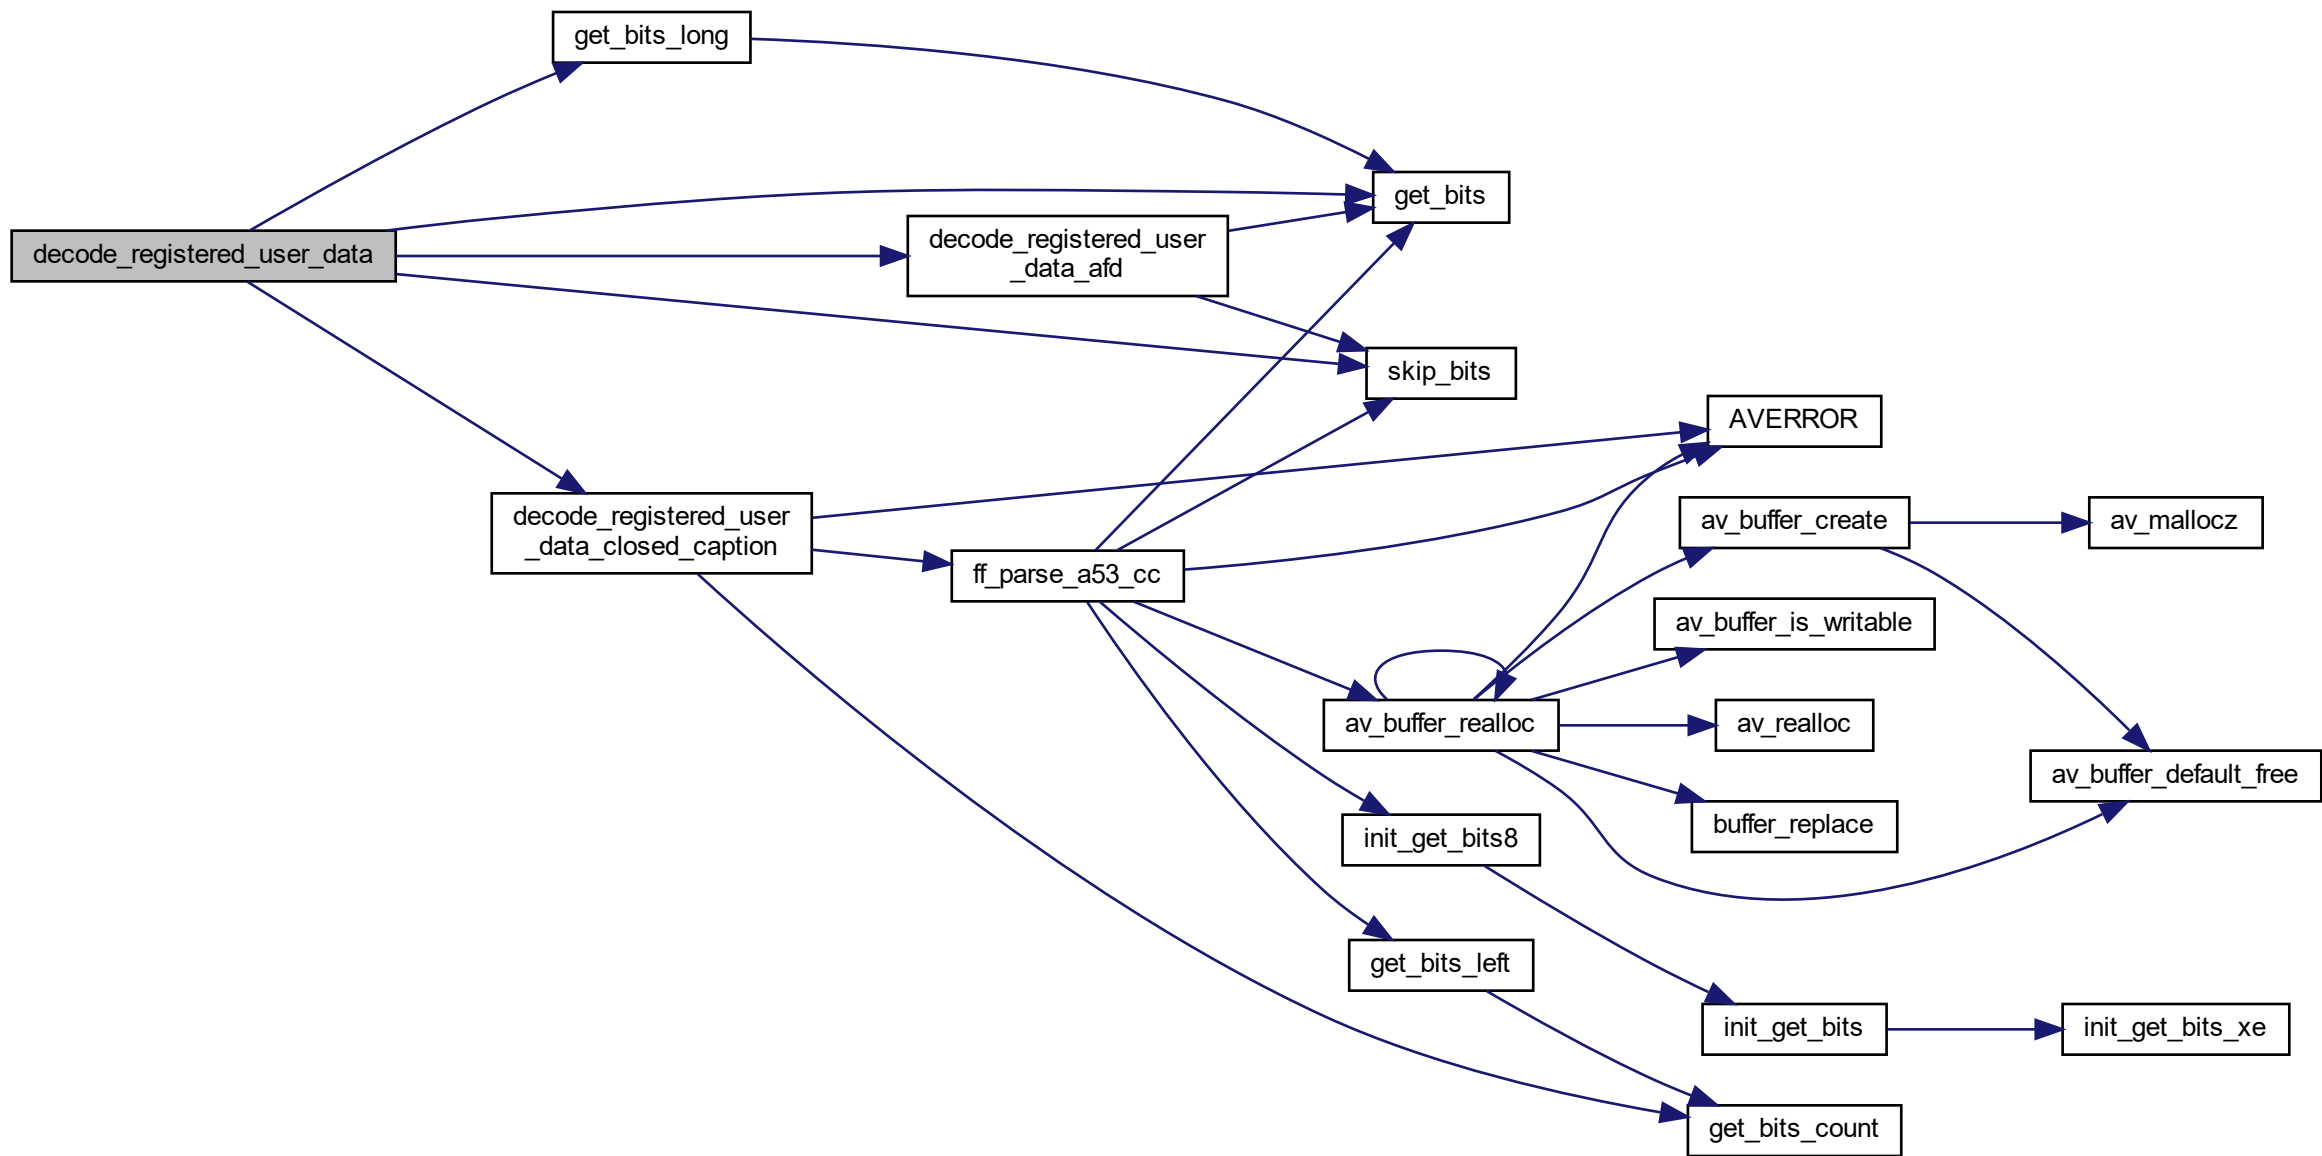 get_bits_long
get_bits
decode_registered_user_data
decode_registered_user
_data_afd
skip_bits
AVERROR
decode_registered_user
_data_closed_caption
av_buffer_create
av_mallocz
ff_parse_a53_cc
av_buffer_is_writable
av_buffer_realloc
av_realloc
av_buffer_default_free
buffer_replace
init_get_bits8
get_bits_left
init_get_bits
init_get_bits_xe
get_bits_count